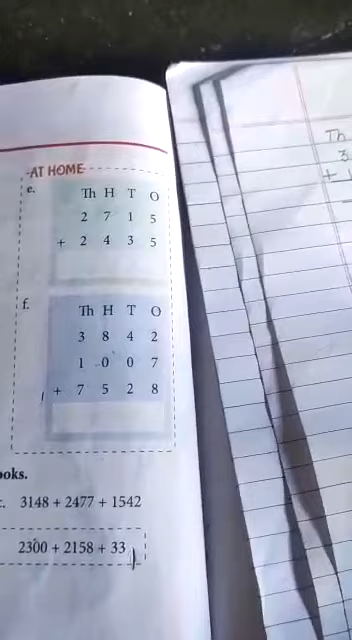 AT HOME
e.
Th H T O
2 7 1 5
+ 2 4 3 5
f.
Th H T O
3 8 4 2
1 0 0 7
+ 7 5 2 8
ooks.
3148 + 2477 + 1542
2300 + 2158 + 33
Th
3
+